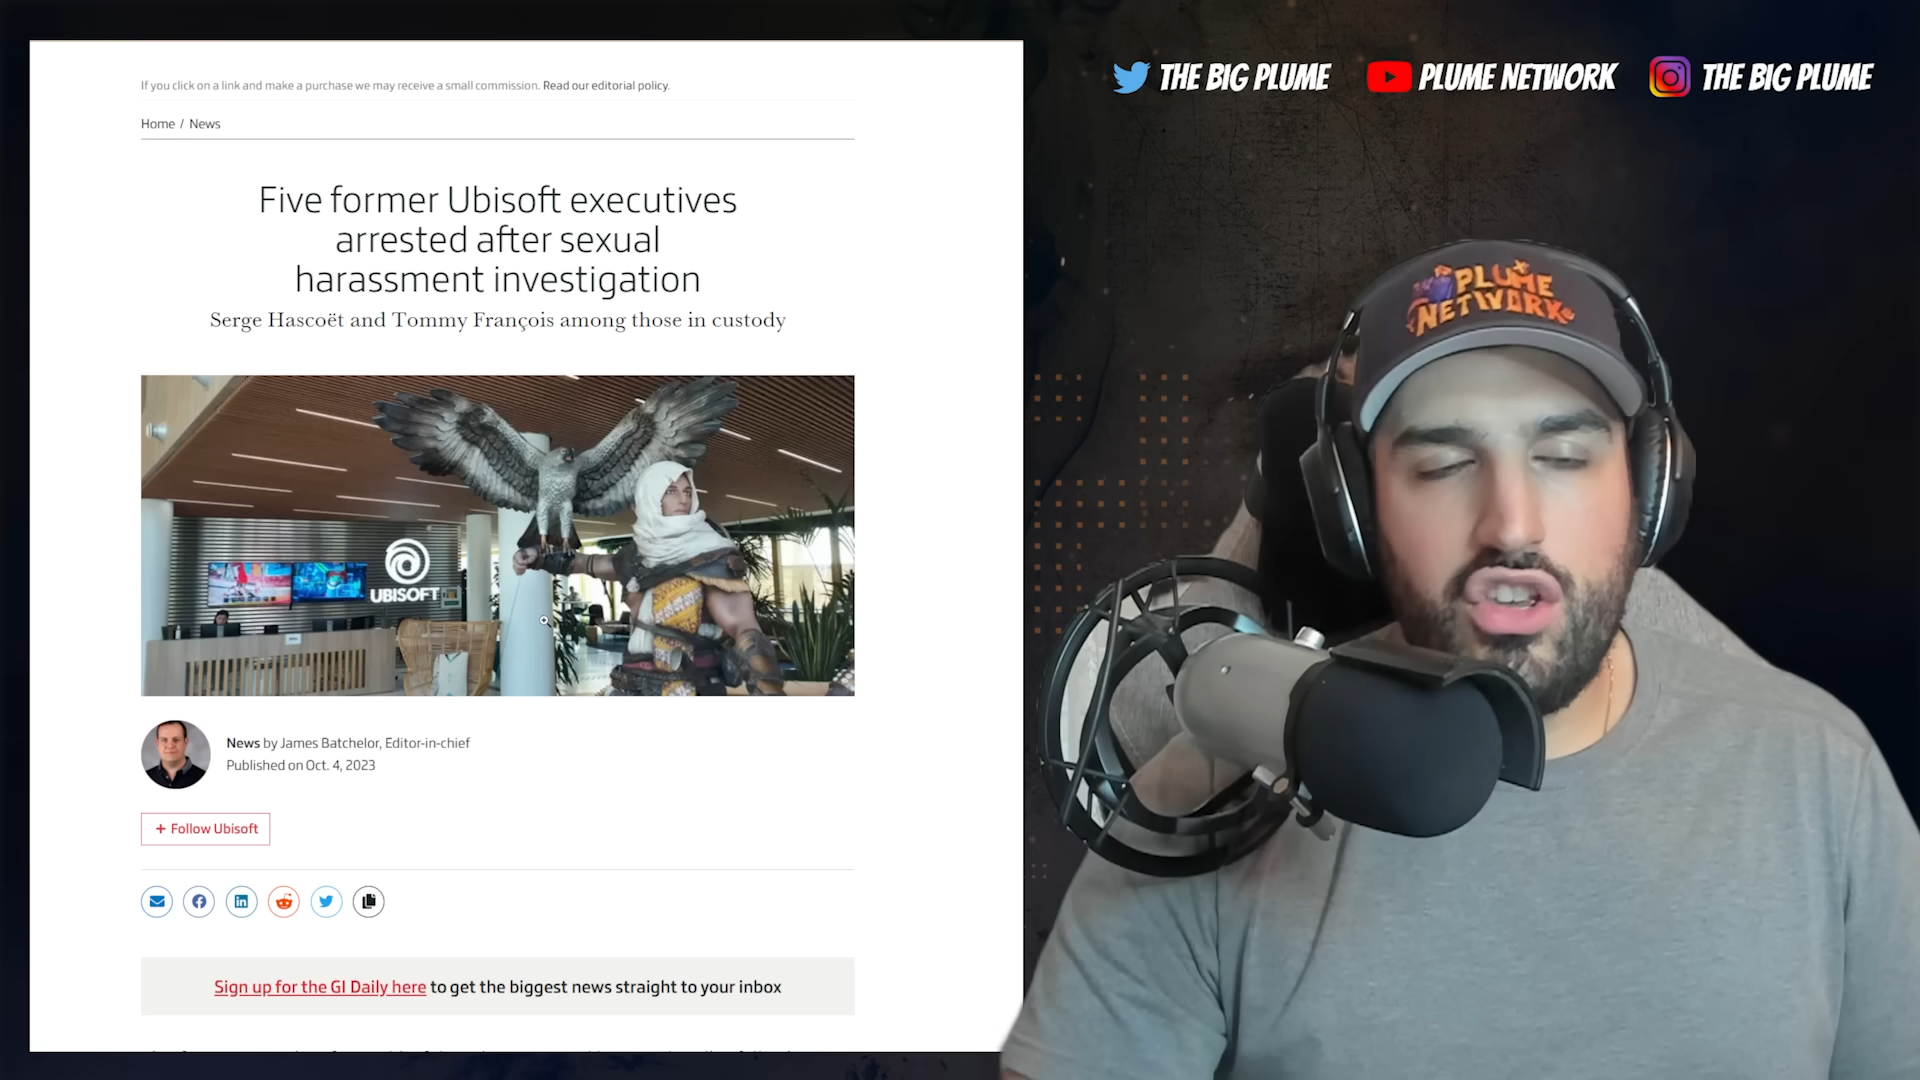 If you click on a link and make a purchase we may receive a small commission. Read our editorial policy.
Home / News
Five former Ubisoft executives
arrested after sexual
harassment investigation
Serge Hascoët and Tommy François among those in custody
UBISOFT
News by James Batchelor, Editor-in-chief
Published on Oct. 4, 2023
+ Follow Ubisoft
Sign up for the GI Daily here to get the biggest news straight to your inbox
THE BIG PLUME
PLUME NETWORK
THE BIG PLUME
PLUME
NETWORK